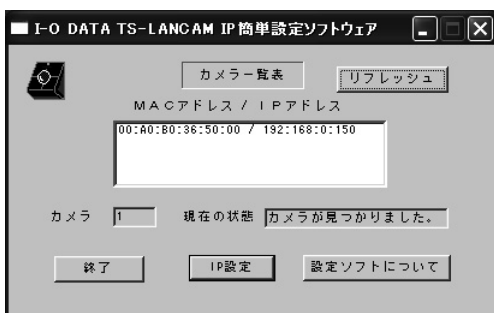 I-O DATA TS-LANCAM IP簡単設定ソフトウェア
カメラ一覧表
リフレッシュ
MACアドレス / IPアドレス
00:A0:B0:36:50:00 / 192:168:0:150
カメラ 1 現在の状態 カメラが見つかりました。
終了 IP設定 設定ソフトについて